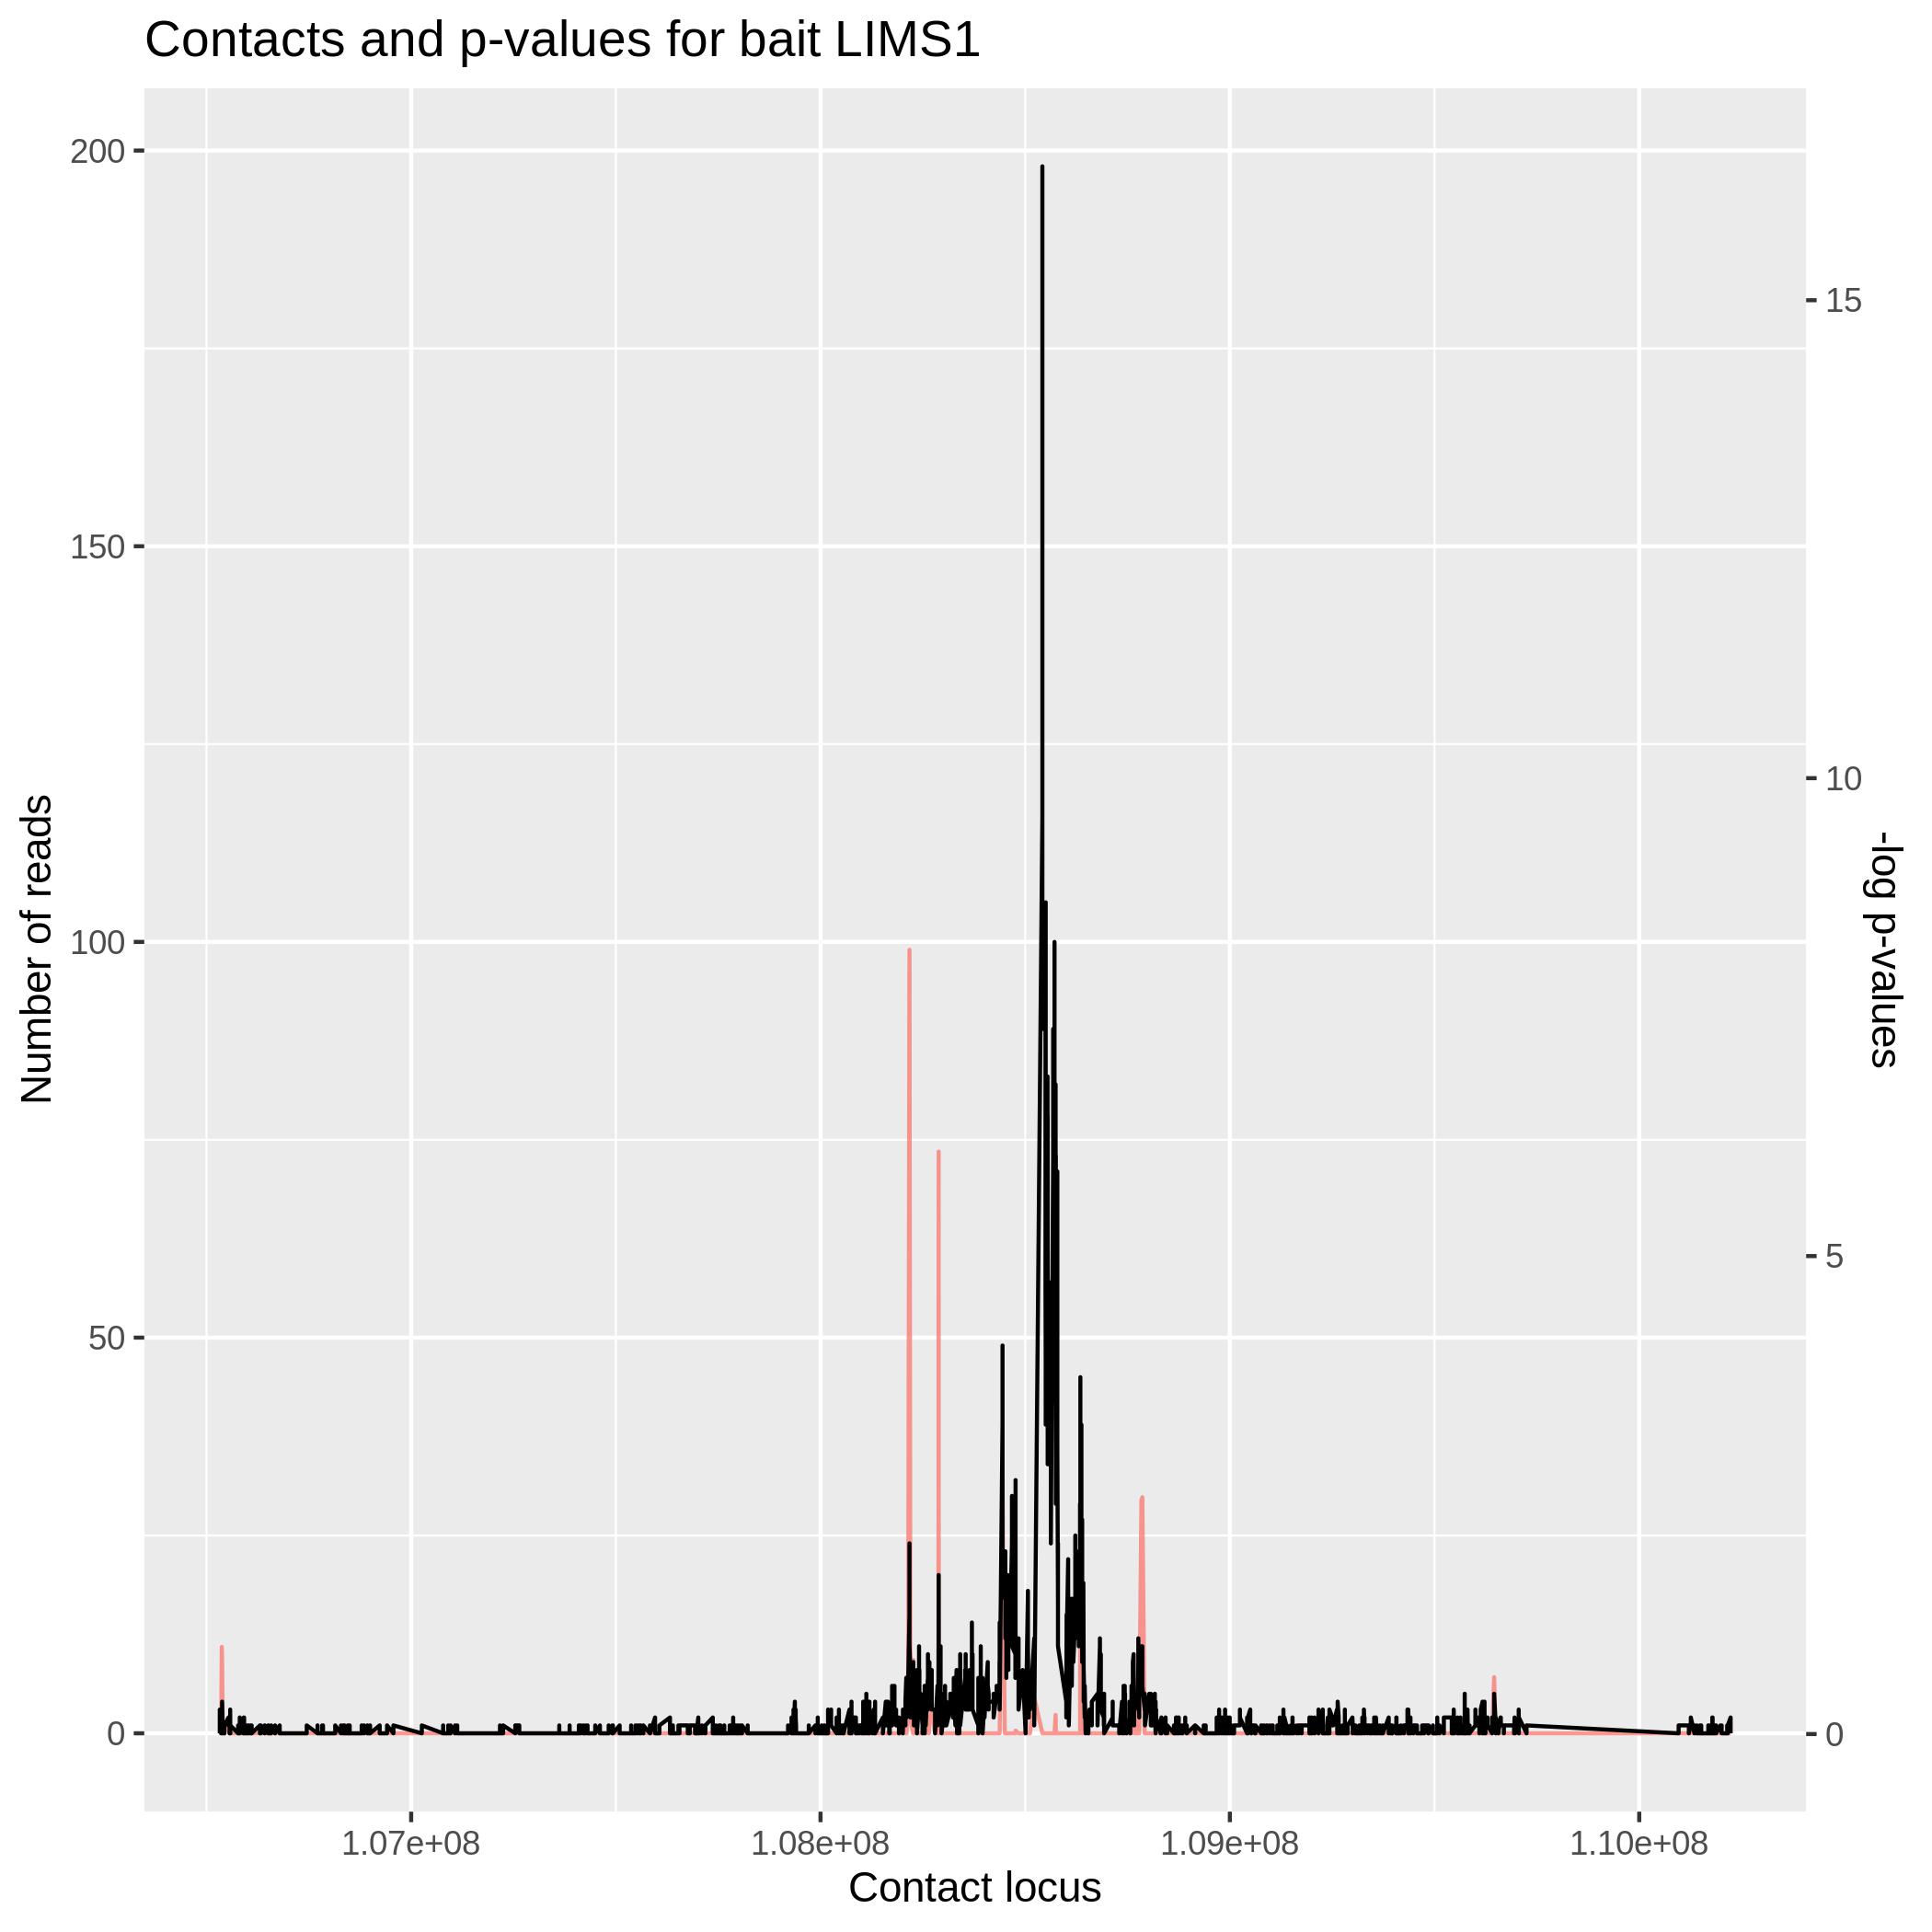 Contacts and p-values for bait LIMS1
200
150
100
50
0
Number of reads
15
10
5
0
-log p-values
1.07e+08
1.08e+08
1.09e+08
1.10e+08
Contact locus